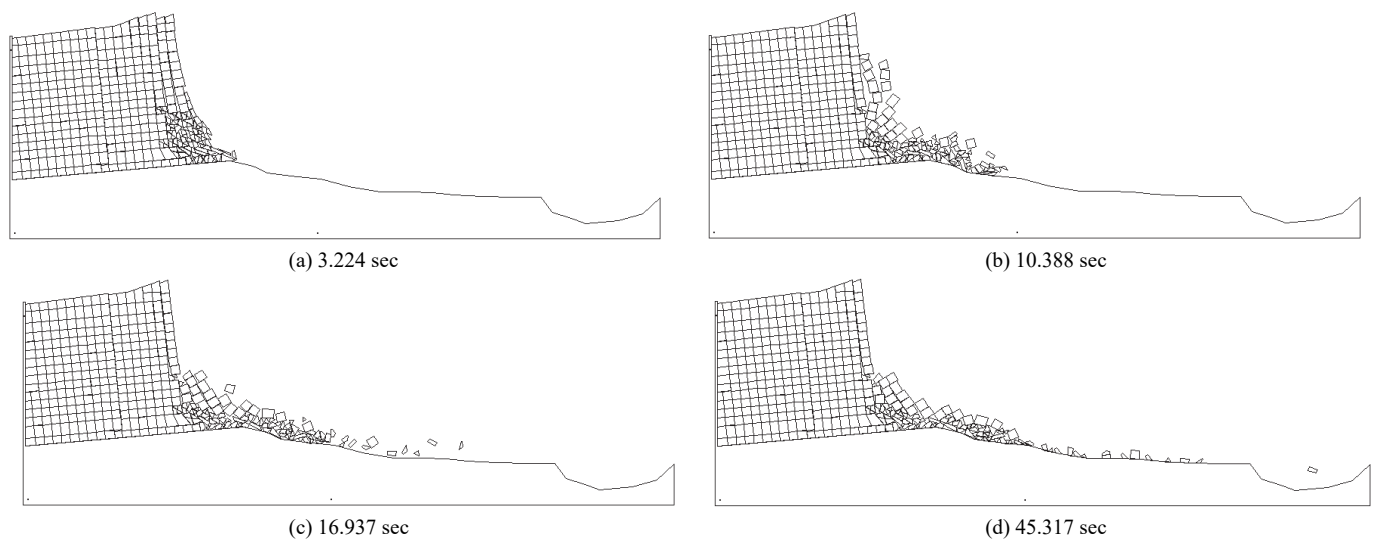 (a) 3.224 sec
(b) 10.388 sec
(c) 16.937 sec
(d) 45.317 sec